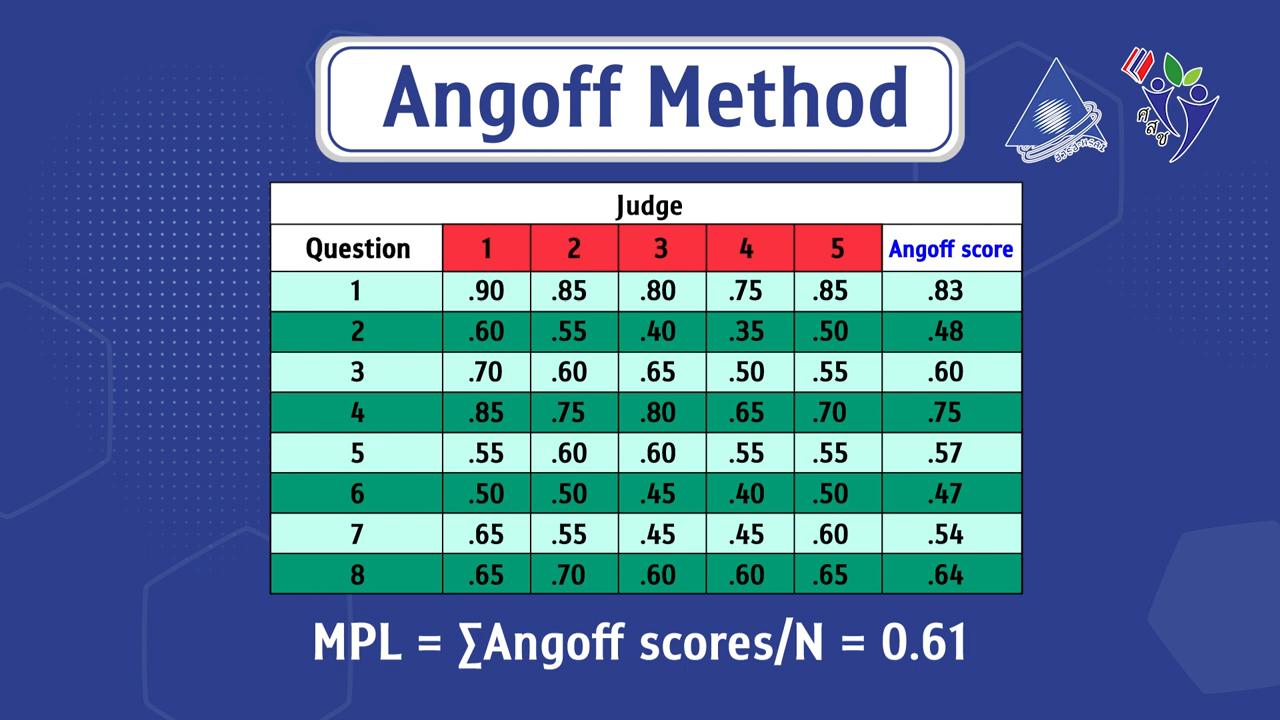 Angoff Method
ศสช
Judge
Question 1 2 3 4 5 Angoff score
1 .90 .85 .80 .75 .85 .83
2 .60 .55 .40 .35 .50 .48
3 .70 .60 .65 .50 .55 .60
4 .85 .75 .80 .65 .70 .75
5 .55 .60 .60 .55 .55 .57
6 .50 .50 .45 .40 .50 .47
7 .65 .55 .45 .45 .60 .54
8 .65 .70 .60 .60 .65 .64
MPL = ∑Angoff scores/N = 0.61